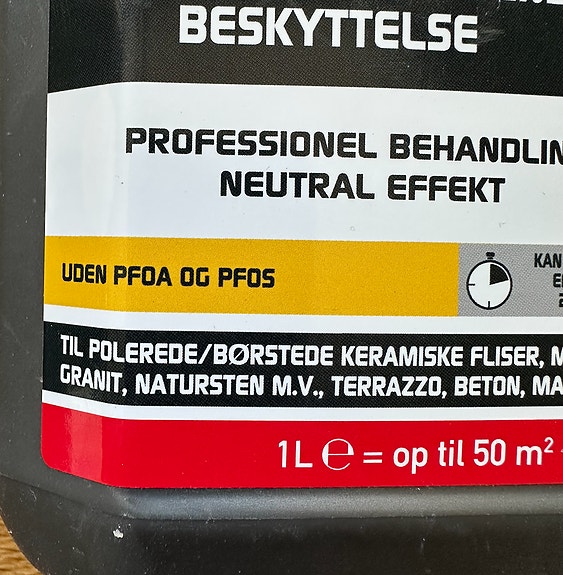 BESKYTTELSE
PROFESSIONEL BEHANDLIN
NEUTRAL EFFEKT
UDEN PFOA OG PFOS
KAN
TIL POLEREDE/BØRSTEDE KERAMISKE FLISER, M
GRANIT, NATURSTEN M.V., TERRAZZO, BETON, MA
1L ℮ = op til 50 m²